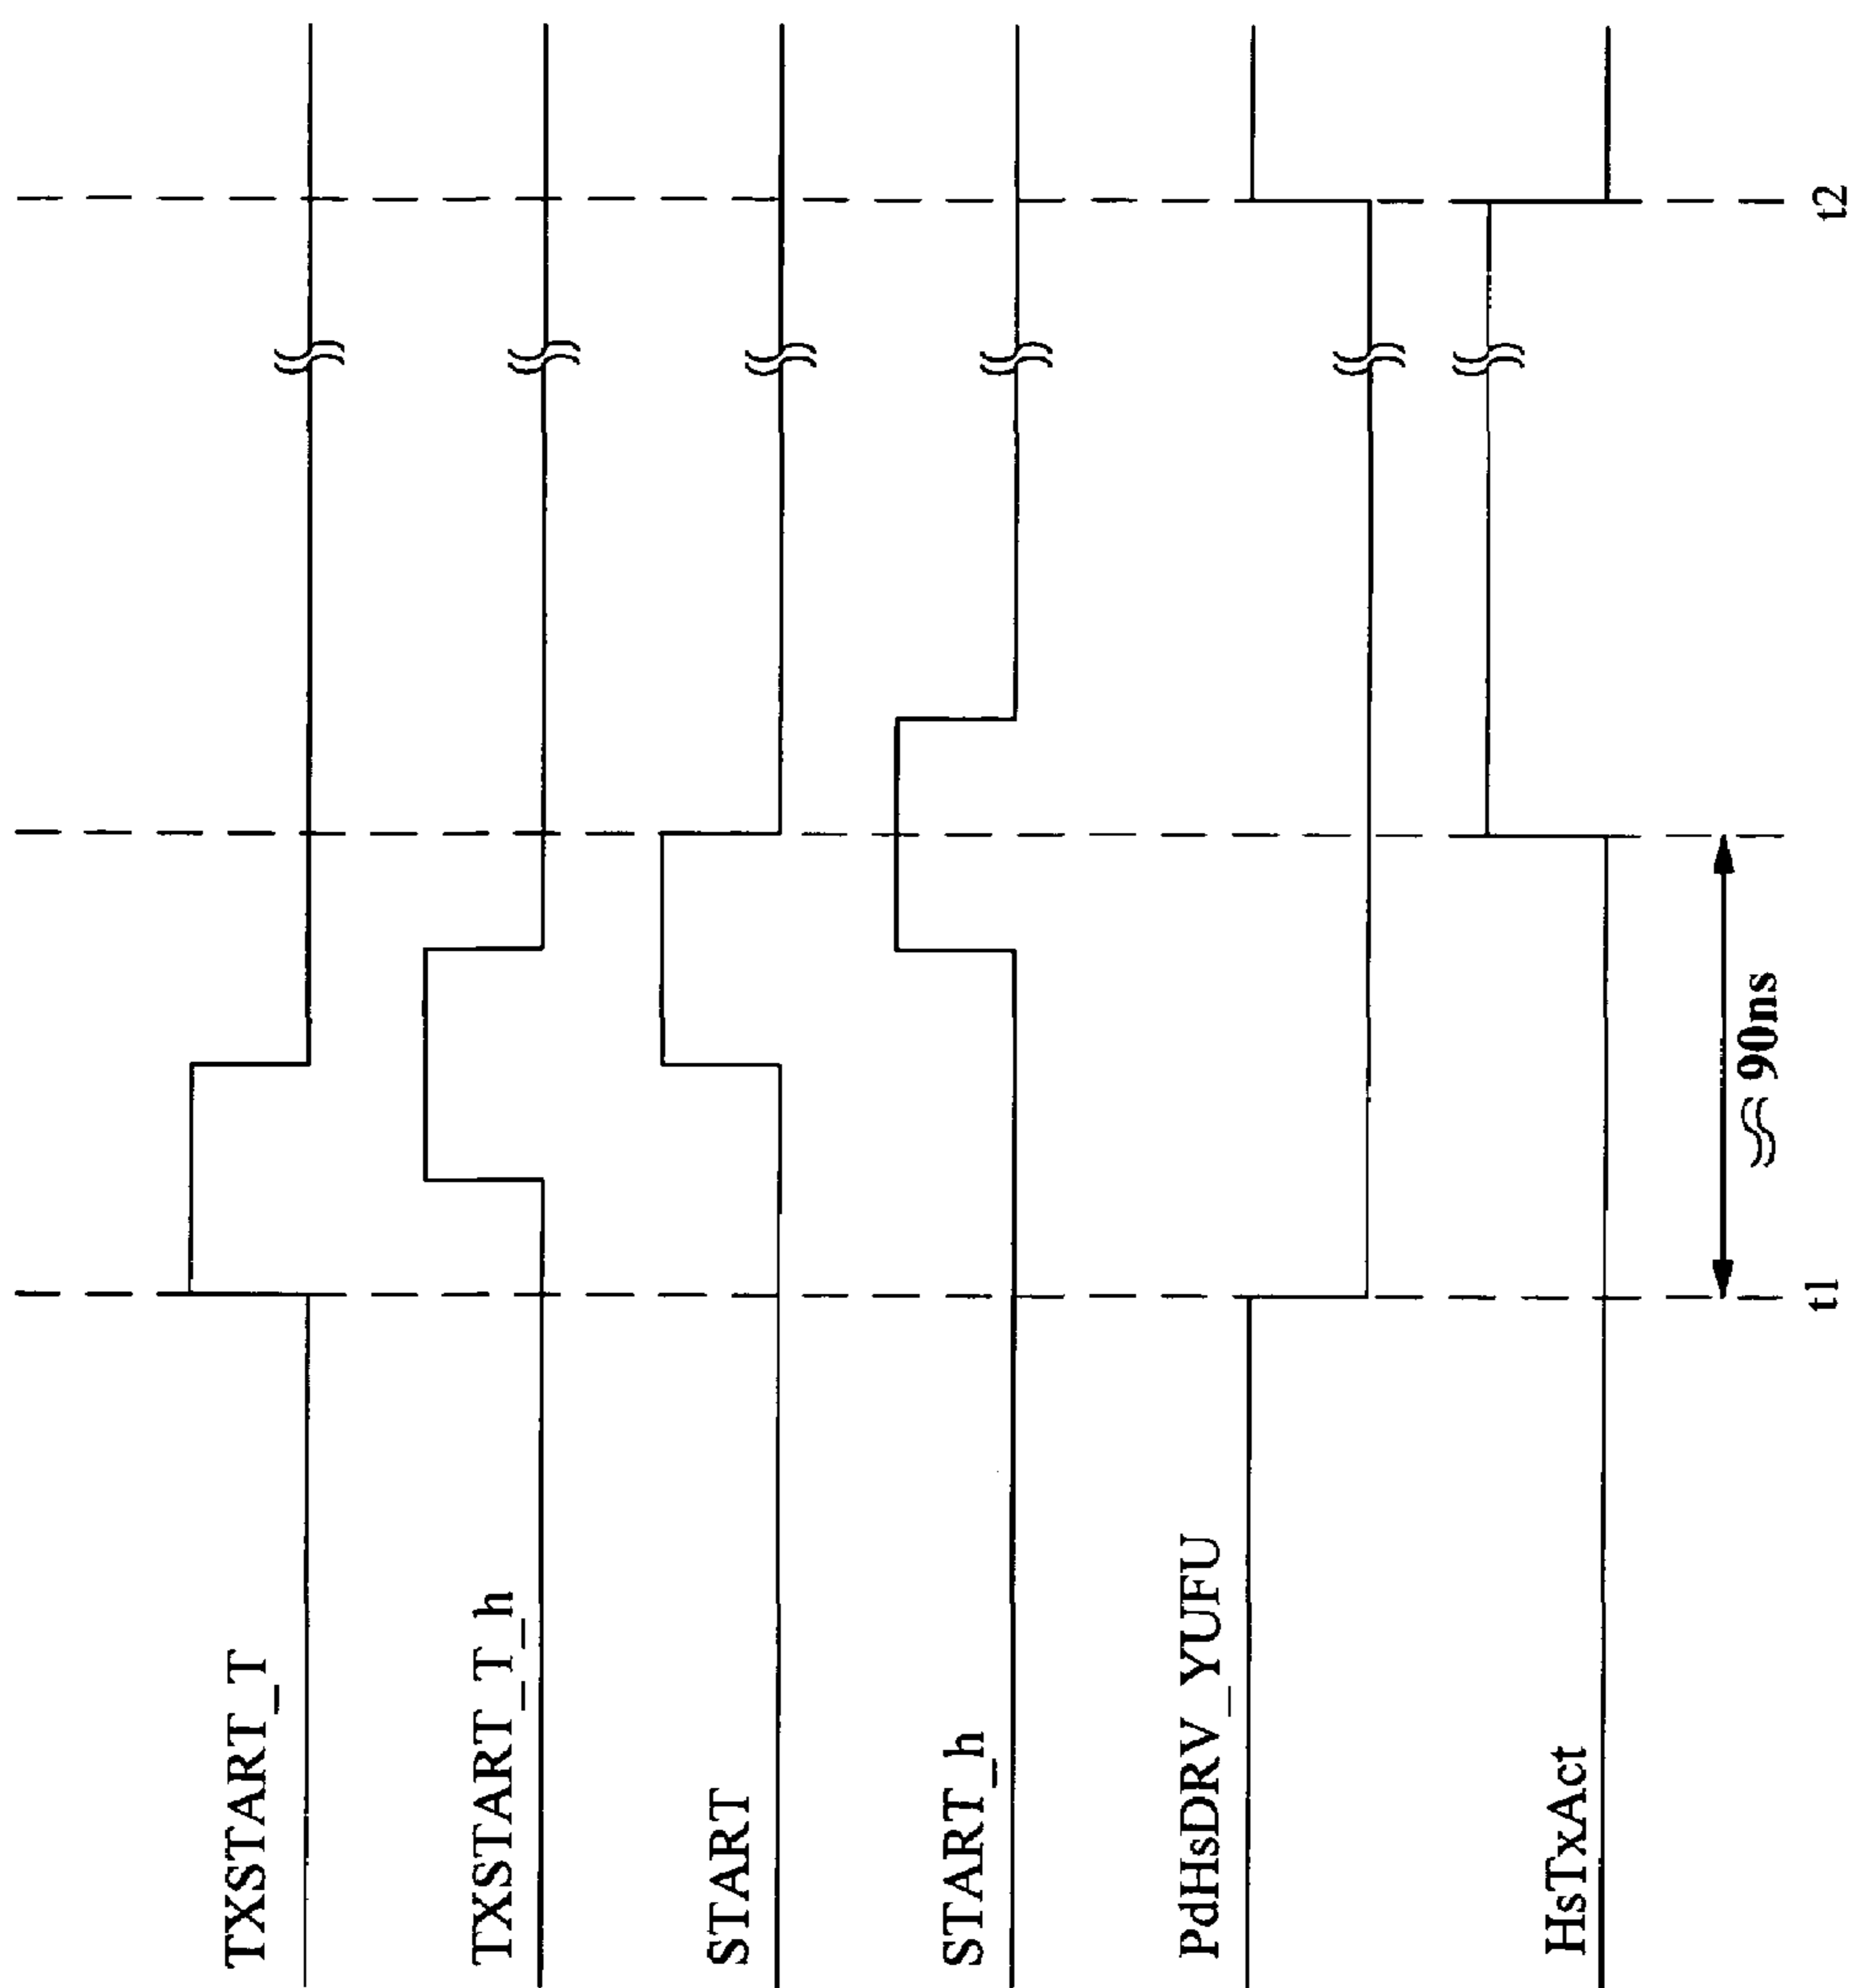 TXSTART_T
TXSTART_T_h
START
START_h
PdHsDRV_YUFU
HsTxAct
≈ 90ns
t1
t2